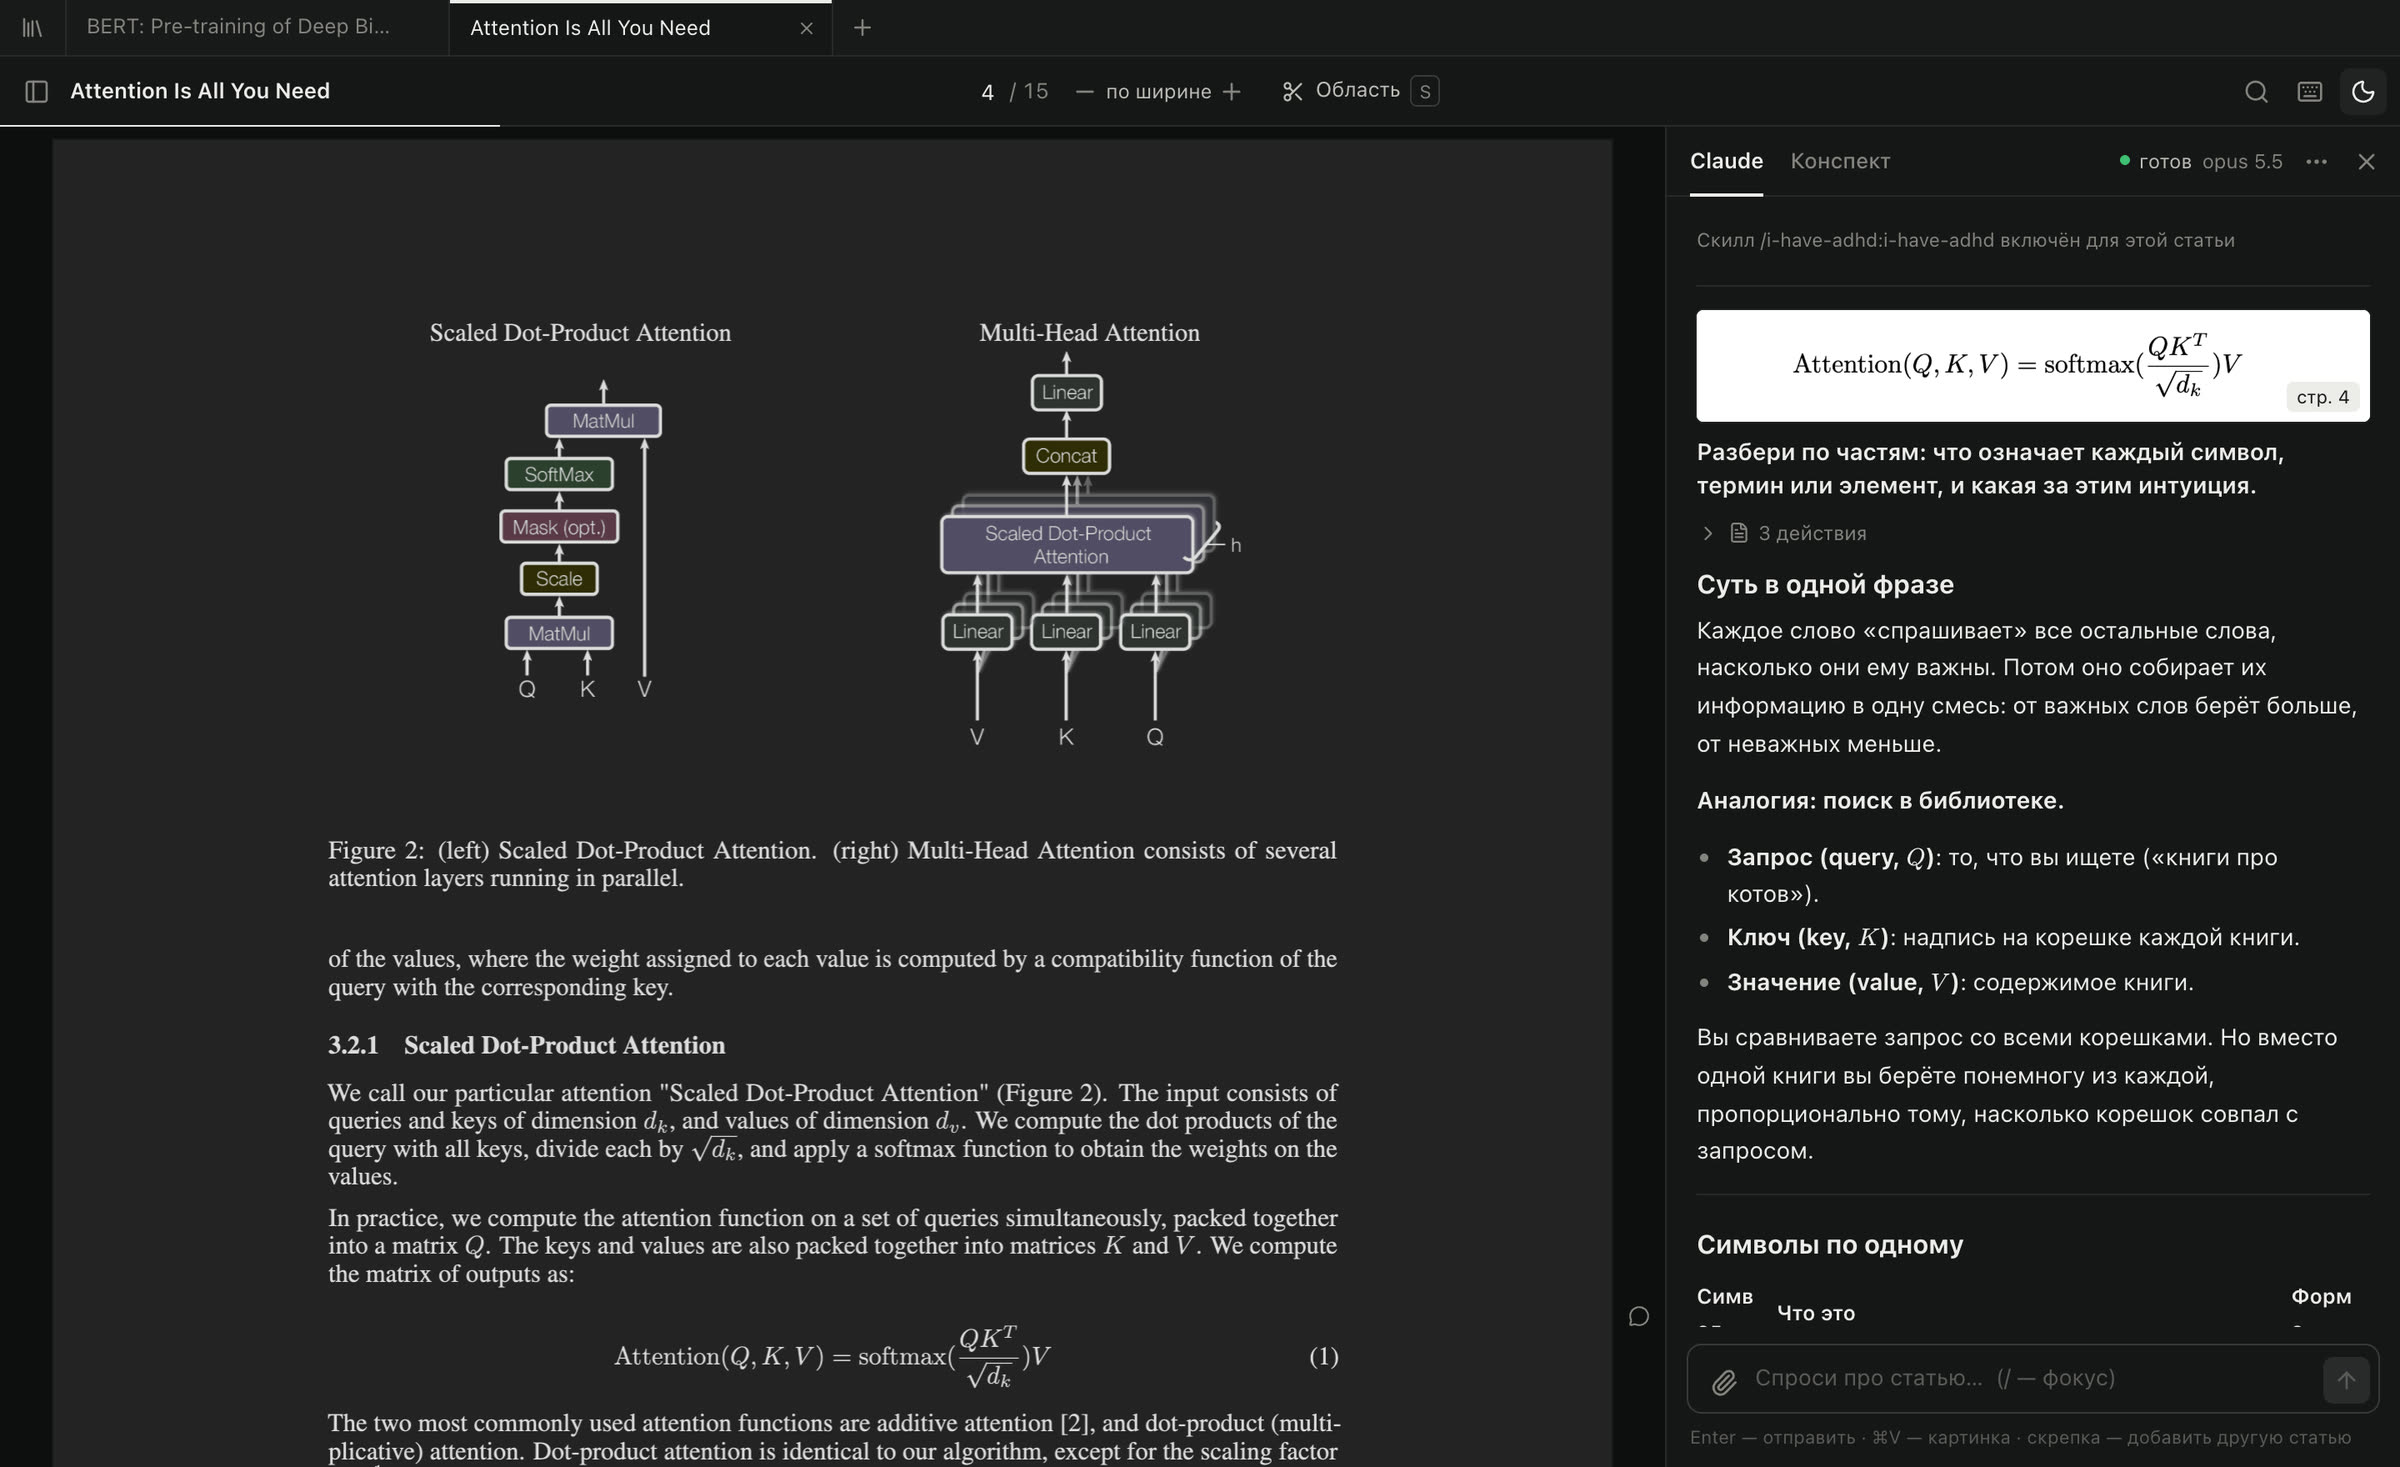 BERT: Pre-training of Deep Bi...
Attention Is All You Need
Attention Is All You Need
4 / 15
по ширине
Область S
Scaled Dot-Product Attention
MatMul
SoftMax
Mask (opt.)
Scale
MatMul
Q K V
Multi-Head Attention
Linear
Concat
Scaled Dot-Product
Attention
h
Linear Linear Linear
V K Q
Figure 2: (left) Scaled Dot-Product Attention. (right) Multi-Head Attention consists of several
attention layers running in parallel.
of the values, where the weight assigned to each value is computed by a compatibility function of the
query with the corresponding key.
3.2.1 Scaled Dot-Product Attention
We call our particular attention "Scaled Dot-Product Attention" (Figure 2). The input consists of
queries and keys of dimension dₖ, and values of dimension dᵥ. We compute the dot products of the
query with all keys, divide each by √dₖ, and apply a softmax function to obtain the weights on the
values.
In practice, we compute the attention function on a set of queries simultaneously, packed together
into a matrix Q. The keys and values are also packed together into matrices K and V. We compute
the matrix of outputs as:
Attention(Q, K, V) = softmax(QKᵀ/√dₖ)V (1)
The two most commonly used attention functions are additive attention [2], and dot-product (multi-
plicative) attention. Dot-product attention is identical to our algorithm, except for the scaling factor
Claude Конспект
готов opus 5.5
Скилл /i-have-adhd:i-have-adhd включён для этой статьи
Attention(Q, K, V) = softmax(QKᵀ/√dₖ)V
стр. 4
Разбери по частям: что означает каждый символ,
термин или элемент, и какая за этим интуиция.
3 действия
Суть в одной фразе
Каждое слово «спрашивает» все остальные слова,
насколько они ему важны. Потом оно собирает их
информацию в одну смесь: от важных слов берёт больше,
от неважных меньше.
Аналогия: поиск в библиотеке.
• Запрос (query, Q): то, что вы ищете («книги про
котов»).
• Ключ (key, K): надпись на корешке каждой книги.
• Значение (value, V): содержимое книги.
Вы сравниваете запрос со всеми корешками. Но вместо
одной книги вы берёте понемногу из каждой,
пропорционально тому, насколько корешок совпал с
запросом.
Символы по одному
Симв
Что это
Форм
Спроси про статью... (/ — фокус)
Enter — отправить · ⌘V — картинка · скрепка — добавить другую статью